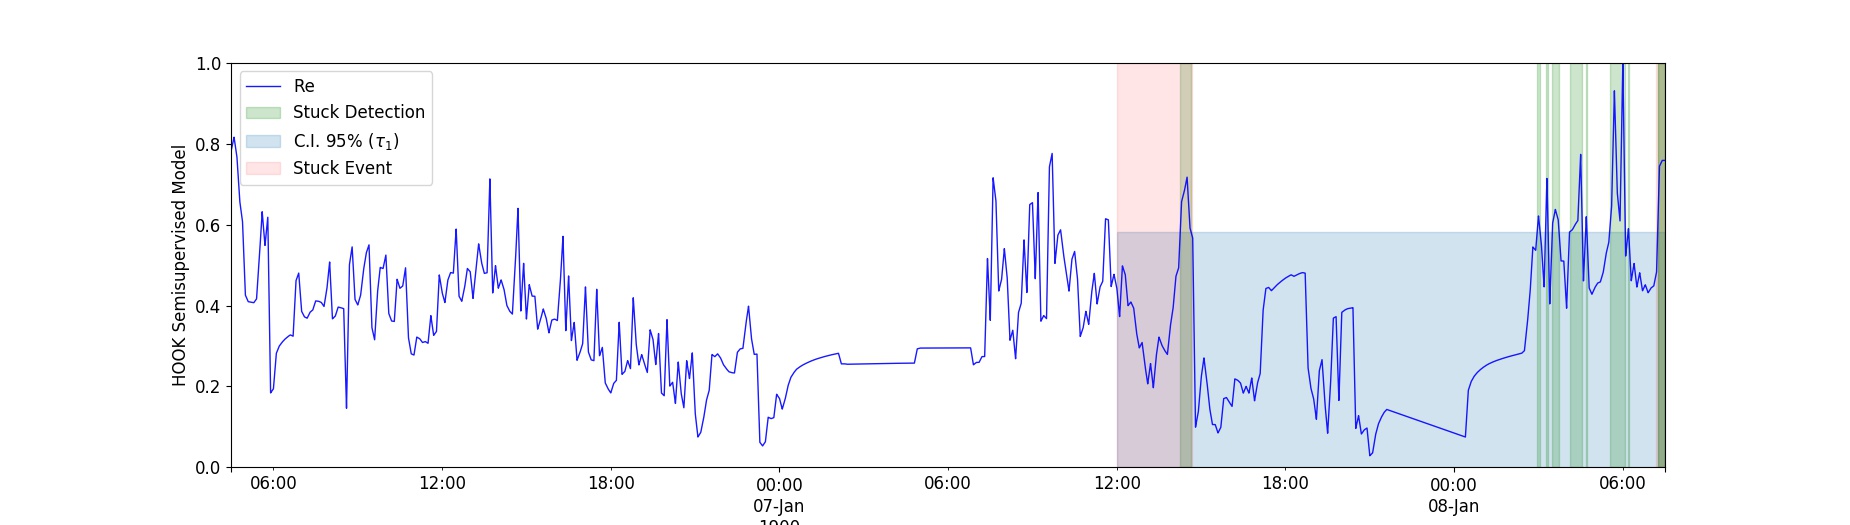 HOOK Semisupervised Model
1.0
0.8
0.6
0.4
0.2
0.0
Re
Stuck Detection
C.I. 95% (τ₁)
Stuck Event
06:00 12:00 18:00 00:00 06:00 12:00 18:00 00:00 06:00
07-Jan 08-Jan
1900